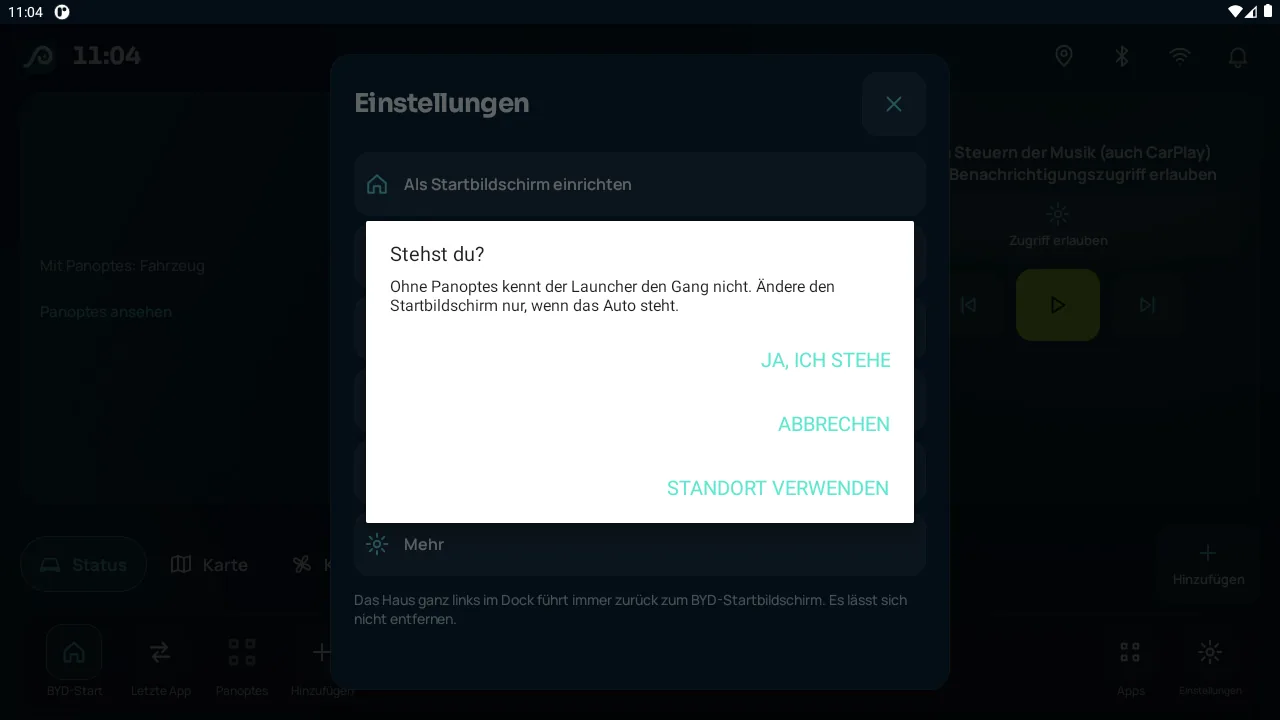 11:04
11:04
Einstellungen
Als Startbildschirm einrichten
Steuern der Musik (auch CarPlay)
Benachrichtigungszugriff erlauben
Zugriff erlauben
Mit Panoptes: Fahrzeug
Panoptes ansehen
Stehst du?
Ohne Panoptes kennt der Launcher den Gang nicht. Ändere den
Startbildschirm nur, wenn das Auto steht.
JA, ICH STEHE
ABBRECHEN
STANDORT VERWENDEN
Mehr
Das Haus ganz links im Dock führt immer zurück zum BYD-Startbildschirm. Es lässt sich
nicht entfernen.
Status
Karte
K
Hinzufügen
BYD-Start
Letzte App
Panoptes
Hinzufügen
Apps
Einstellungen